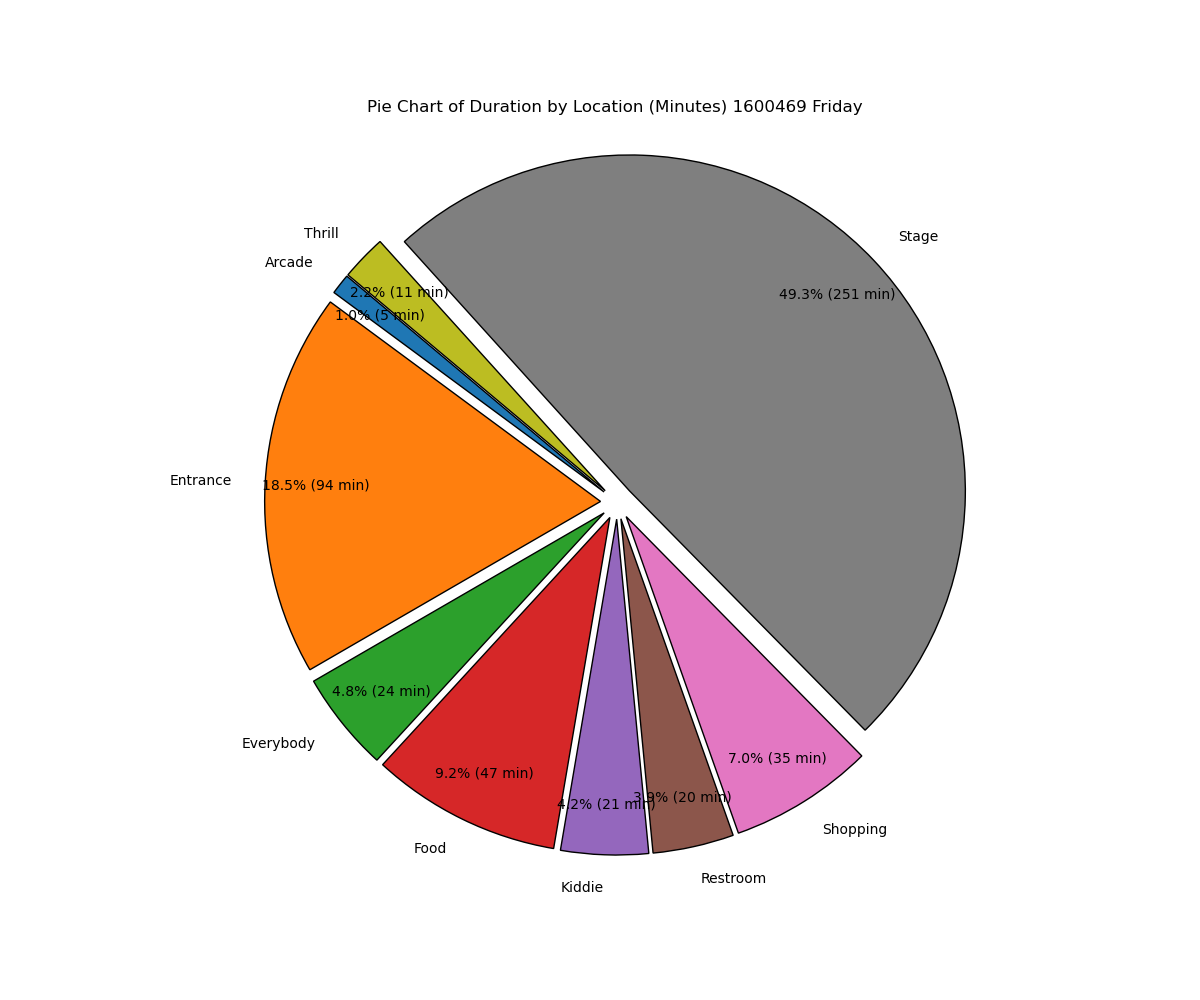 Pie Chart of Duration by Location (Minutes) 1600469 Friday
Thrill
Stage
Arcade
2.2% (11 min)
49.3% (251 min)
1.0% (5 min)
Entrance
18.5% (94 min)
4.8% (24 min)
Everybody
7.0% (35 min)
9.2% (47 min)
3.9% (20 min)
4.2% (21 min)
Shopping
Food
Restroom
Kiddie